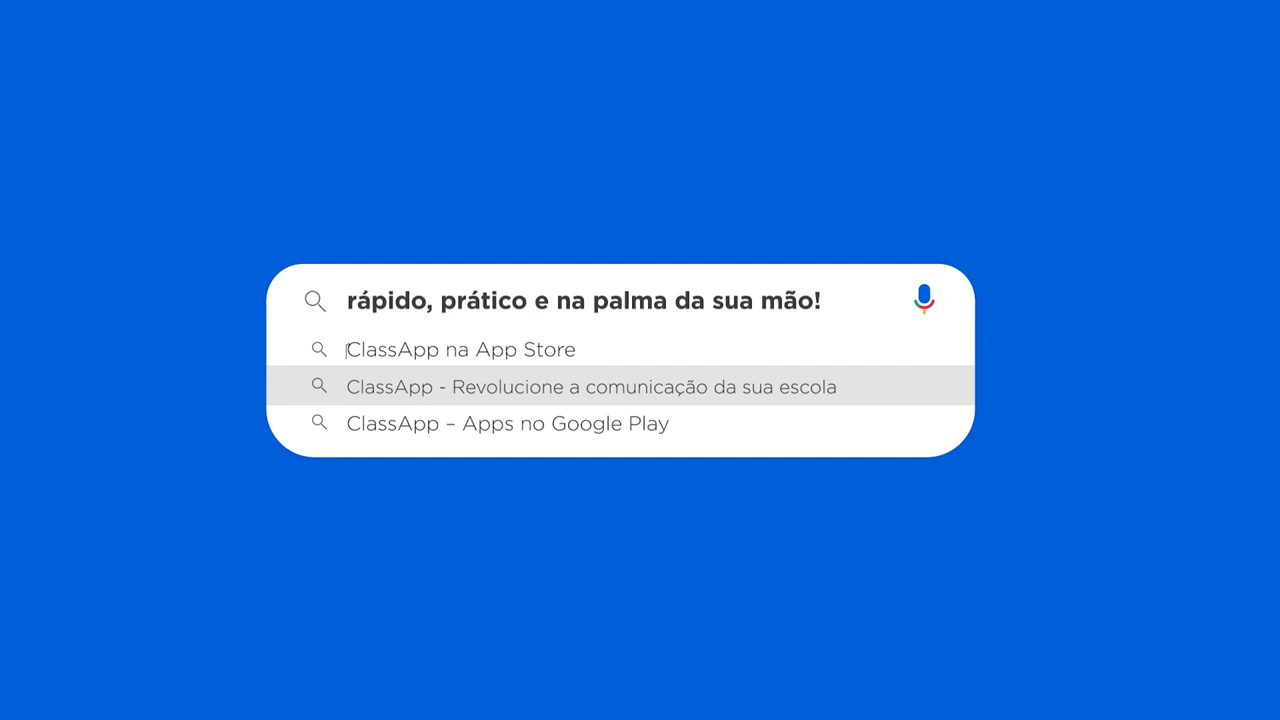 rápido, prático e na palma da sua mão!
ClassApp na App Store
ClassApp - Revolucione a comunicação da sua escola
ClassApp – Apps no Google Play